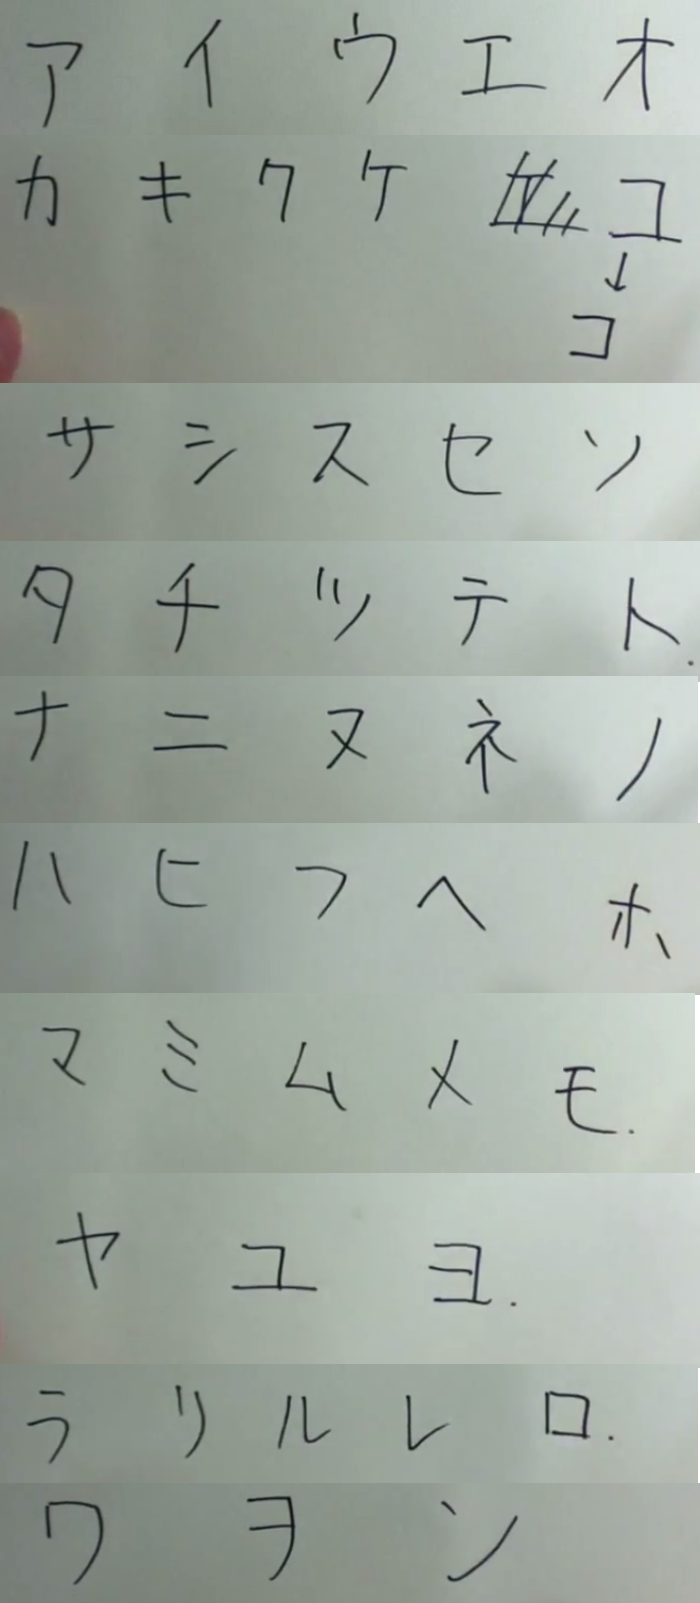 ア イ ウ エ オ
カ キ ク ケ コ
↓
コ
サ シ ス セ ソ
タ チ ツ テ ト.
ナ ニ ヌ ネ ノ
ハ ヒ フ ヘ ホ
マ ミ ム メ モ.
ヤ ユ ヨ.
ラ リ ル レ ロ.
ワ ヲ ン